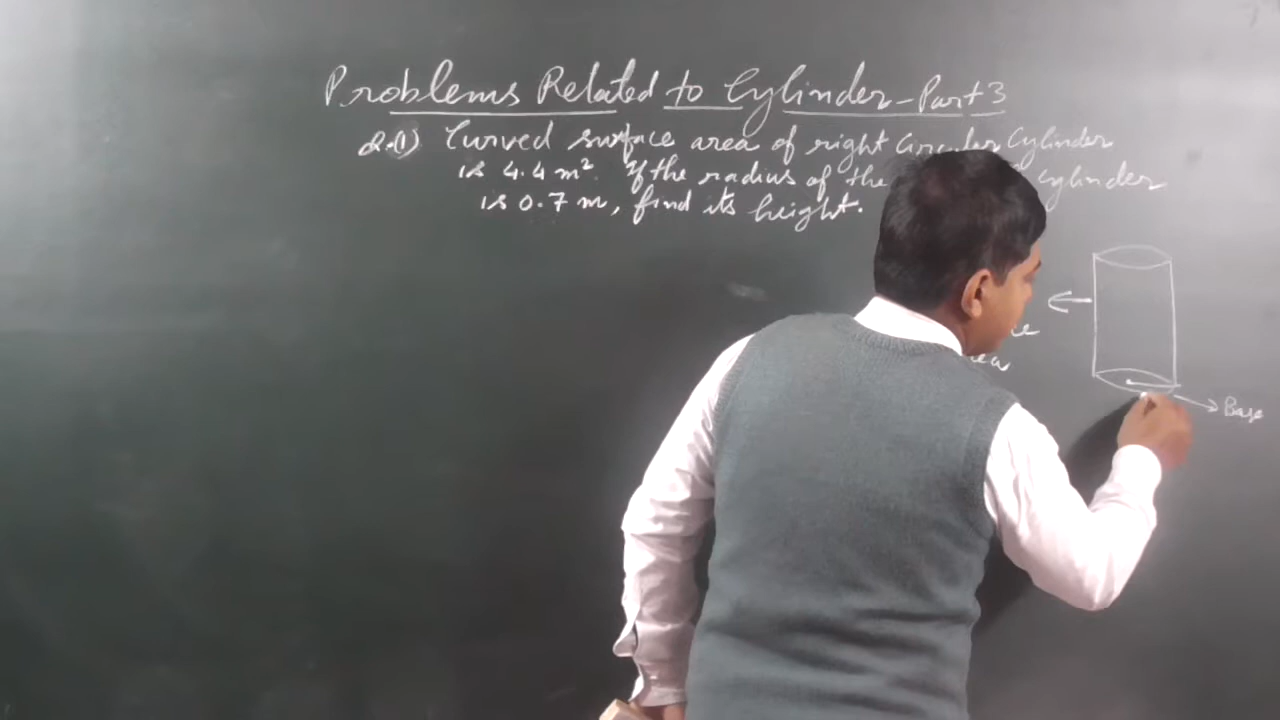 Problems Related to Cylinder - Part 3
Q.(1) Curved surface area of right Circular Cylinder
is 4.4 m². If the radius of the Cylinder
is 0.7 m, find its height.
Base